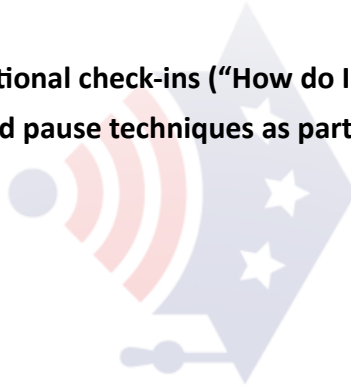 tional check-ins (“How do I
d pause techniques as part